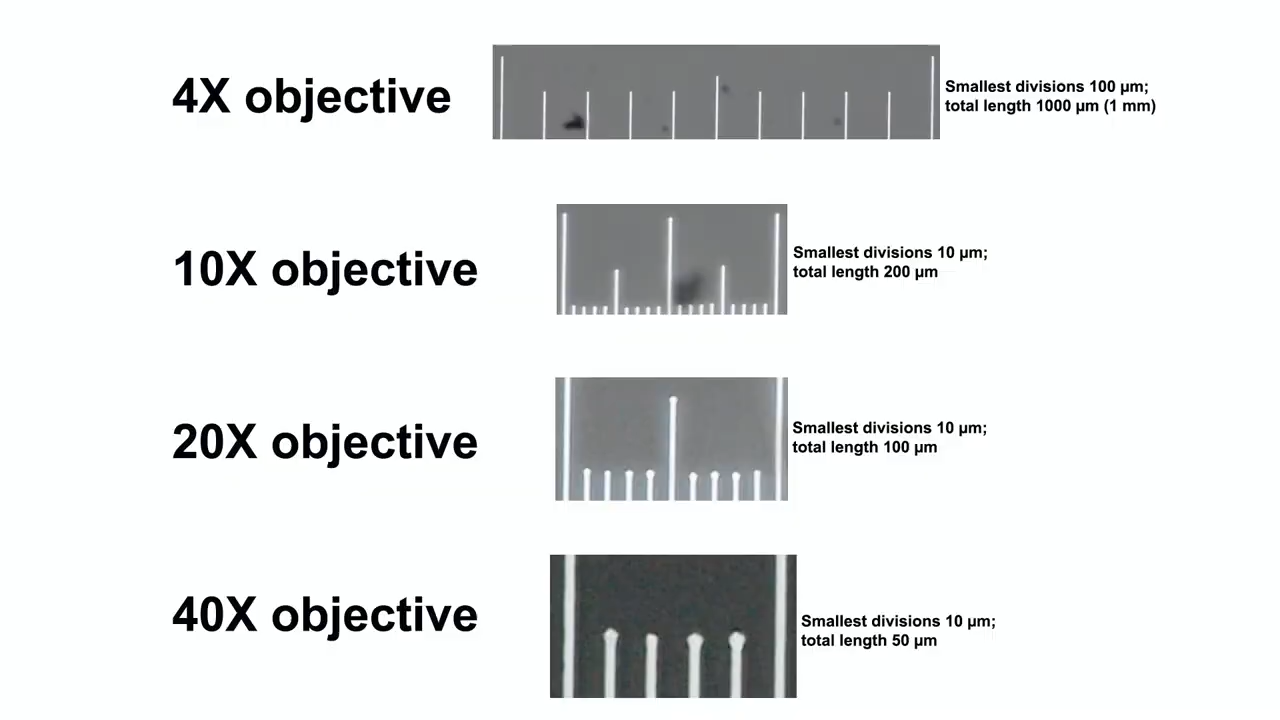 4X objective
Smallest divisions 100 µm;
total length 1000 µm (1 mm)
10X objective
Smallest divisions 10 µm;
total length 200 µm
20X objective
Smallest divisions 10 µm;
total length 100 µm
40X objective
Smallest divisions 10 µm;
total length 50 µm